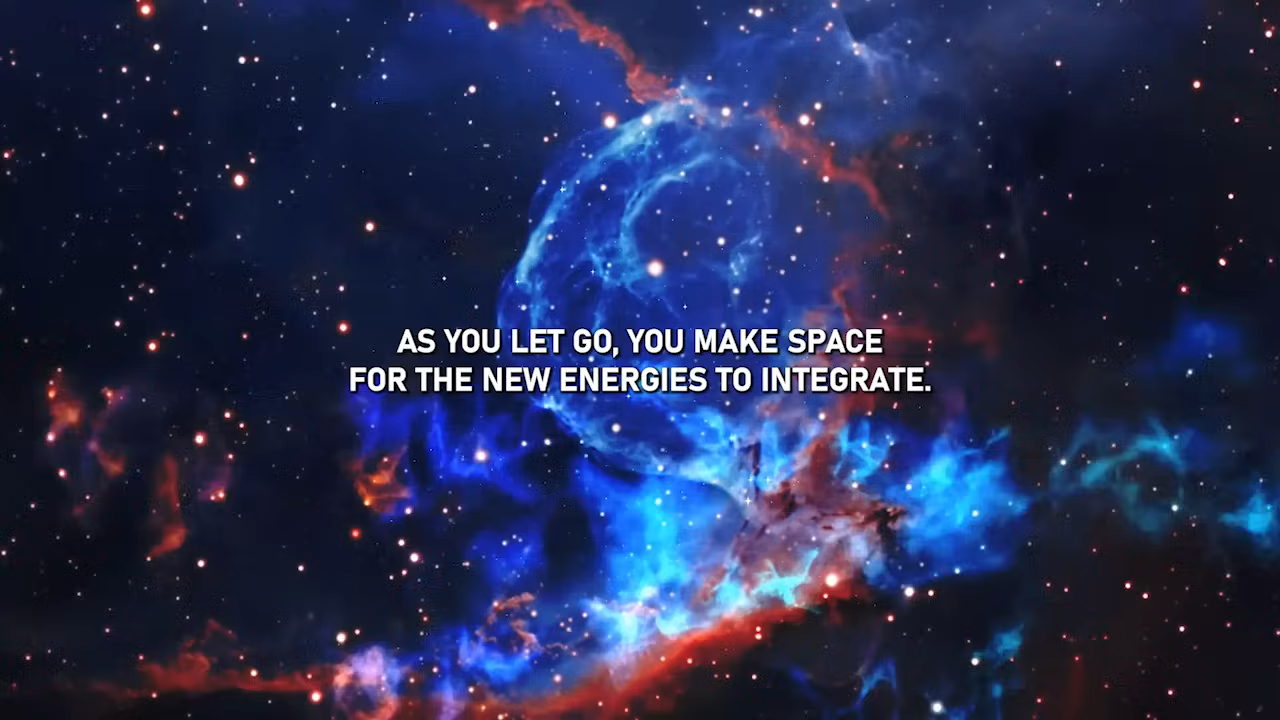 AS YOU LET GO, YOU MAKE SPACE
FOR THE NEW ENERGIES TO INTEGRATE.